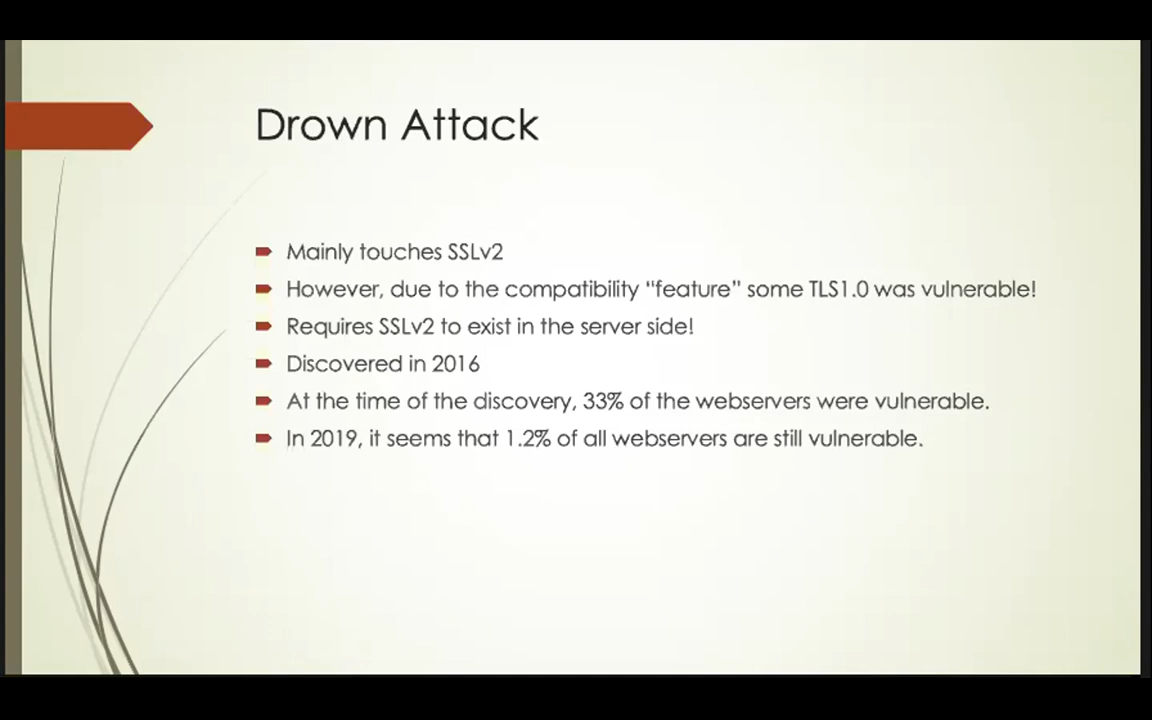 Drown Attack
Mainly touches SSLv2
However, due to the compatibility “feature” some TLS1.0 was vulnerable!
Requires SSLv2 to exist in the server side!
Discovered in 2016
At the time of the discovery, 33% of the webservers were vulnerable.
In 2019, it seems that 1.2% of all webservers are still vulnerable.